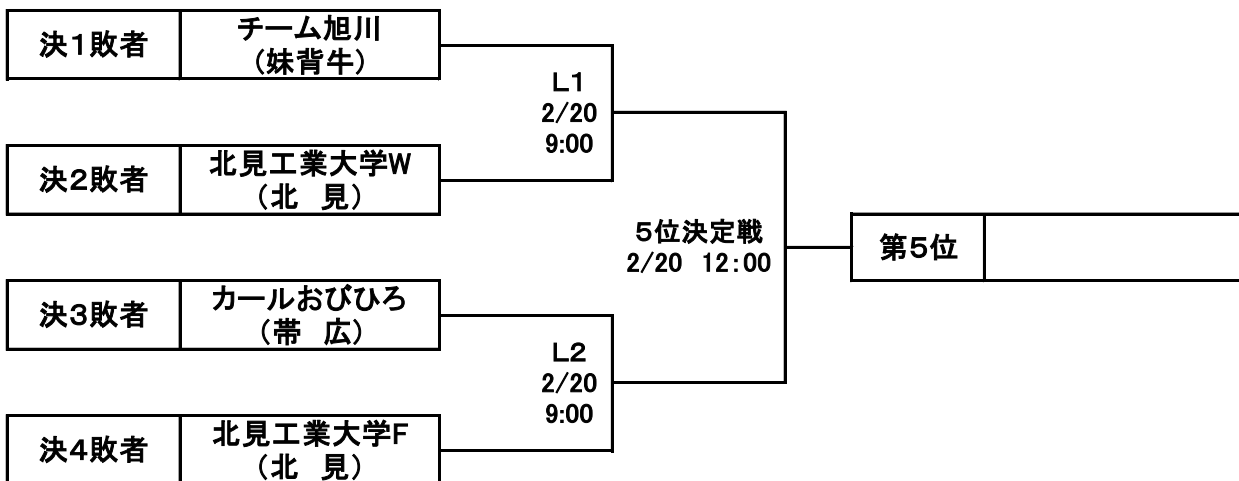 決1敗者
チーム旭川
（妹背牛）
L1
2/20
9:00
決2敗者
北見工業大学W
（北　見）
5位決定戦
2/20　12:00
第5位
決3敗者
カールおびひろ
（帯　広）
L2
2/20
9:00
決4敗者
北見工業大学F
（北　見）